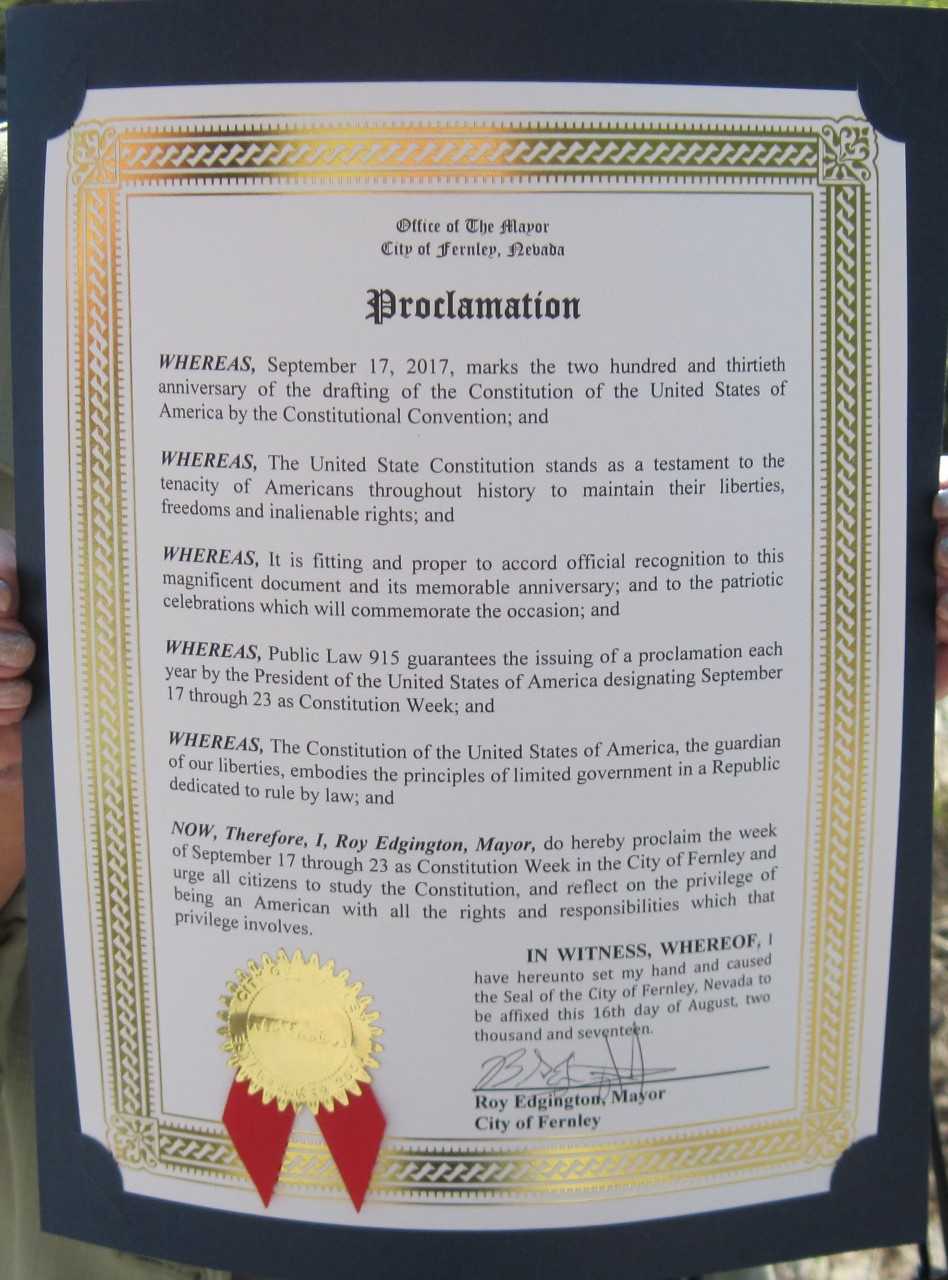 Office of The Mayor
City of Fernley, Nevada
Proclamation
WHEREAS, September 17, 2017, marks the two hundred and thirtieth
anniversary of the drafting of the Constitution of the United States of
America by the Constitutional Convention; and
WHEREAS, The United State Constitution stands as a testament to the
tenacity of Americans throughout history to maintain their liberties,
freedoms and inalienable rights; and
WHEREAS, It is fitting and proper to accord official recognition to this
magnificent document and its memorable anniversary; and to the patriotic
celebrations which will commemorate the occasion; and
WHEREAS, Public Law 915 guarantees the issuing of a proclamation each
year by the President of the United States of America designating September
17 through 23 as Constitution Week; and
WHEREAS, The Constitution of the United States of America, the guardian
of our liberties, embodies the principles of limited government in a Republic
dedicated to rule by law; and
NOW, Therefore, I, Roy Edgington, Mayor, do hereby proclaim the week
of September 17 through 23 as Constitution Week in the City of Fernley and
urge all citizens to study the Constitution, and reflect on the privilege of
being an American with all the rights and responsibilities which that
privilege involves.
IN WITNESS, WHEREOF, I
have hereunto set my hand and caused
the Seal of the City of Fernley, Nevada to
be affixed this 16th day of August, two
thousand and seventeen.
Roy Edgington, Mayor
City of Fernley